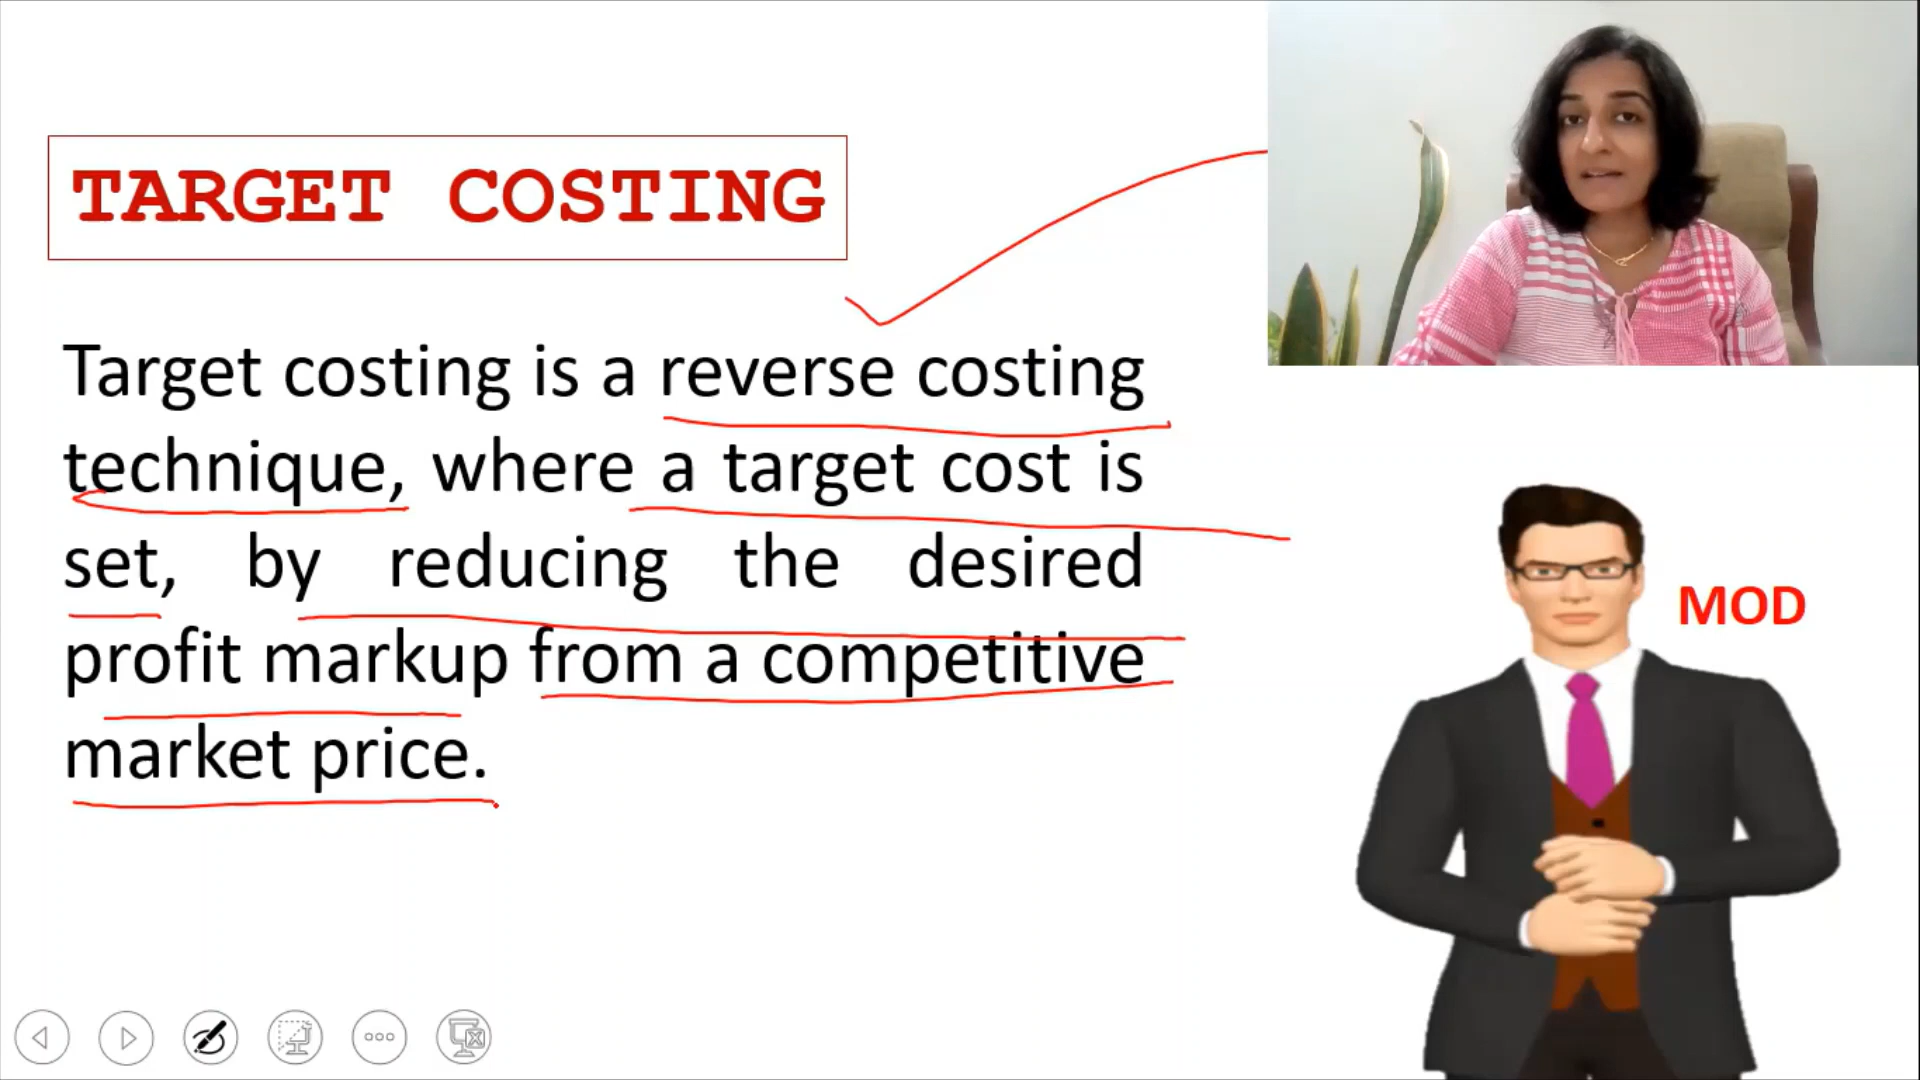 TARGET COSTING
Target costing is a reverse costing
technique, where a target cost is
set, by reducing the desired
profit markup from a competitive
market price.
MOD